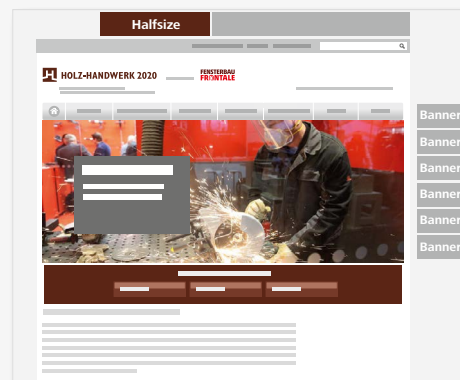 Halfsize
HOLZ-HANDWERK 2020
FENSTERBAU
FRONTALE
Banner
Banner
Banner
Banner
Banner
Banner